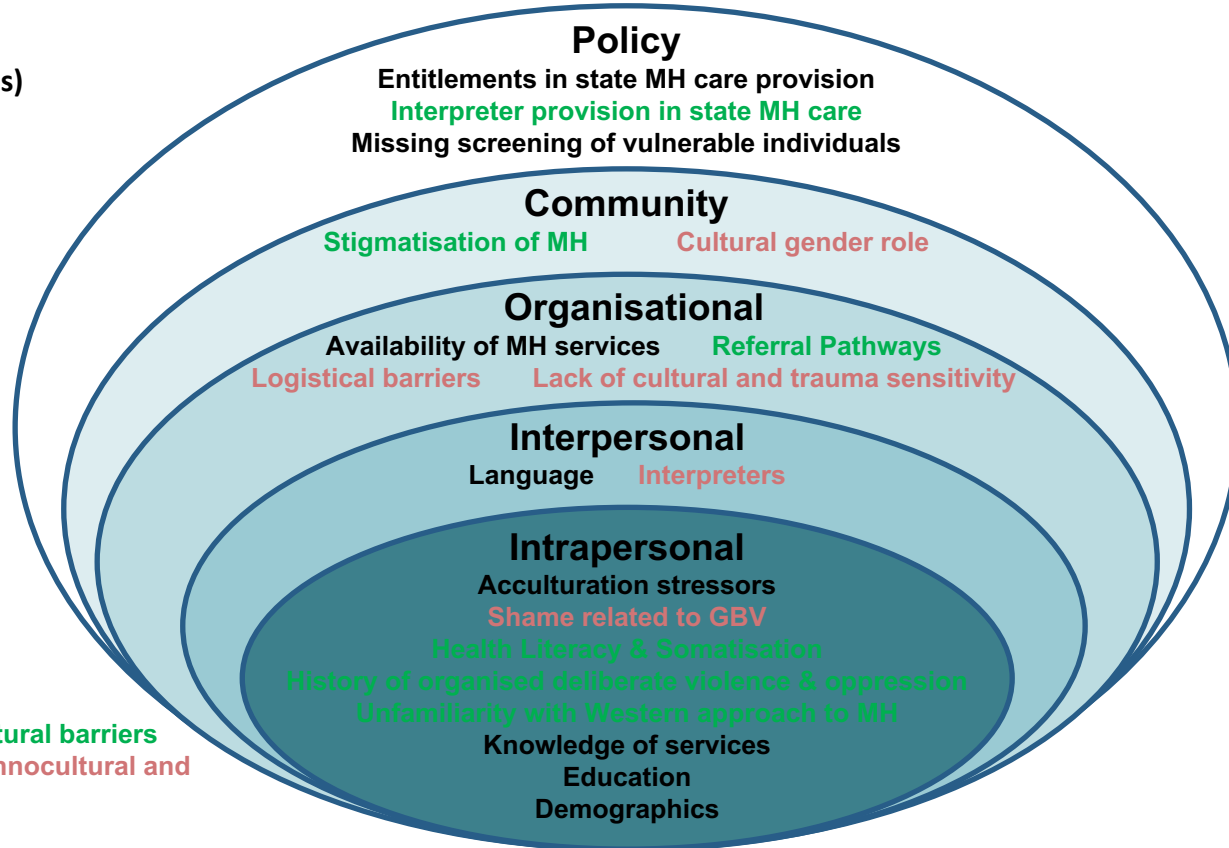 s)
Policy
Entitlements in state MH care provision
Interpreter provision in state MH care
Missing screening of vulnerable individuals
Community
Stigmatisation of MH Cultural gender role
Organisational
Availability of MH services Referral Pathways
Logistical barriers Lack of cultural and trauma sensitivity
Interpersonal
Language Interpreters
Intrapersonal
Acculturation stressors
Shame related to GBV
Health Literacy & Somatisation
History of organised deliberate violence & oppression
Unfamiliarity with Western approach to MH
Knowledge of services
Education
Demographics
tural barriers
nnocultural and